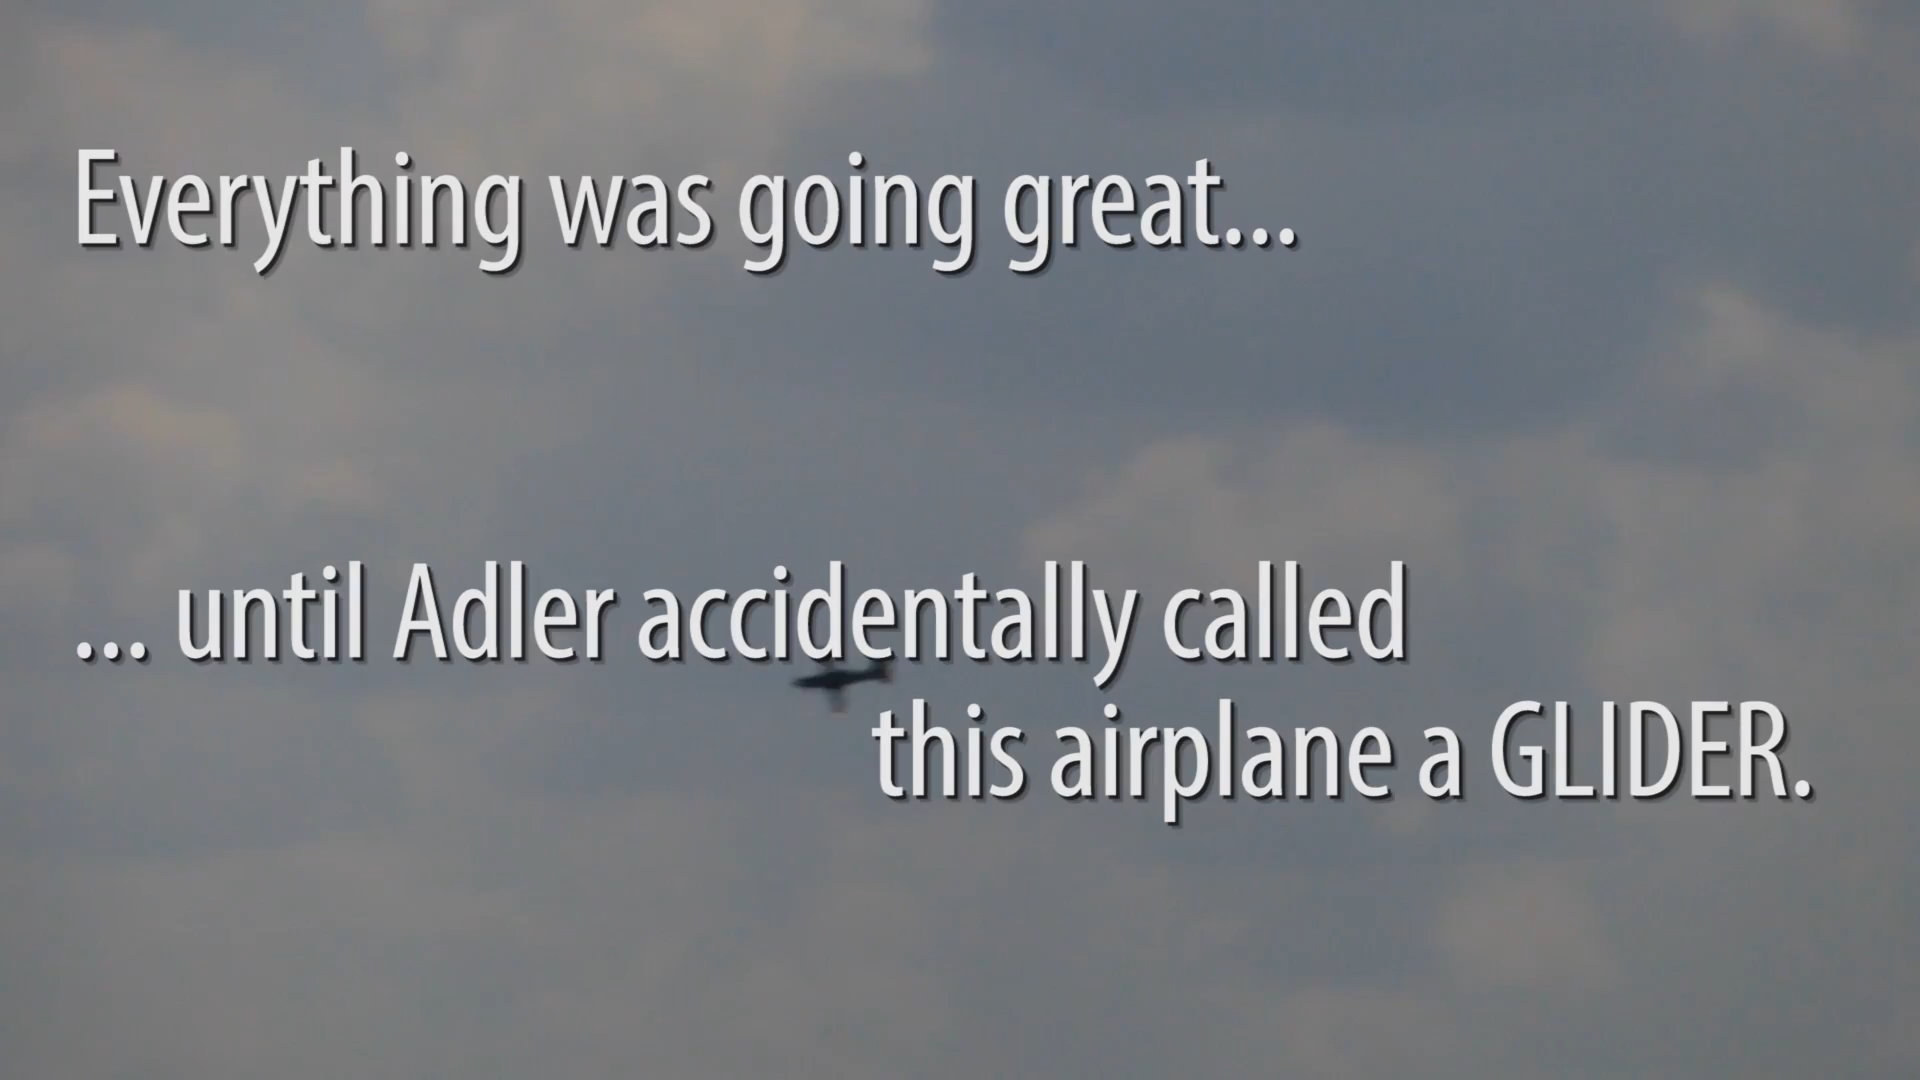 Everything was going great...
... until Adler accidentally called
this airplane a GLIDER.